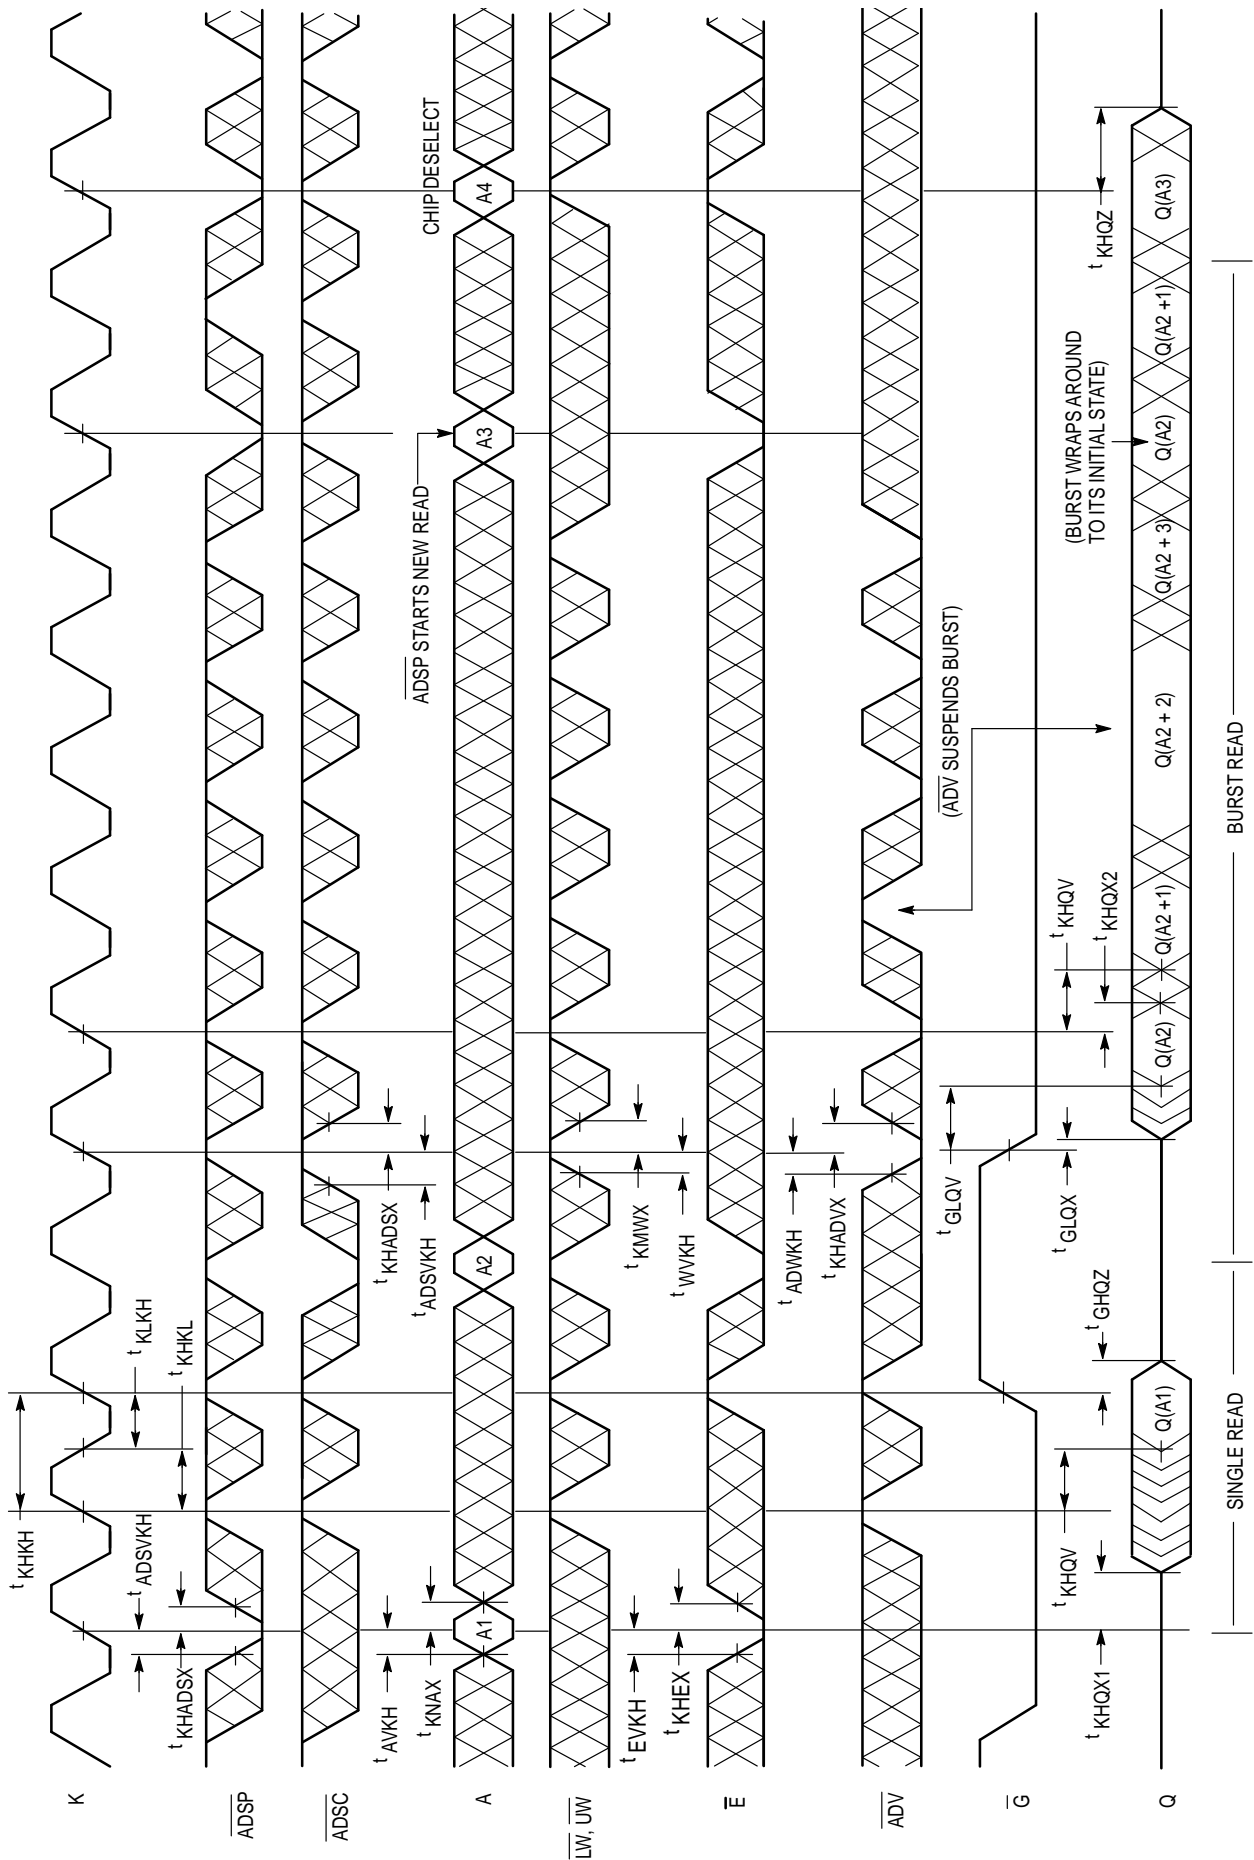 K
ADSP
ADSC
A
LW, UW
E
ADV
G
Q
t KHKH
t KLKH
t KHKL
t ADSVKH
t KHADSX
t KHADSX
t ADSVKH
ADSP STARTS NEW READ
CHIP DESELECT
t AVKH
t KNAX
A1
A2
A3
A4
t KMWX
t WVKH
t EVKH
t KHEX
t ADWKH
t KHADVX
(ADV SUSPENDS BURST)
t GLQV
t GLQX
t GHQZ
t KHQV
t KHQX1
t KHQV
t KHQX2
(BURST WRAPS AROUND
TO ITS INITIAL STATE)
t KHQZ
Q(A1)
Q(A2)
Q(A2+1)
Q(A2 + 2)
Q(A2 + 3)
Q(A2)
Q(A2 +1)
Q(A3)
SINGLE READ
BURST READ